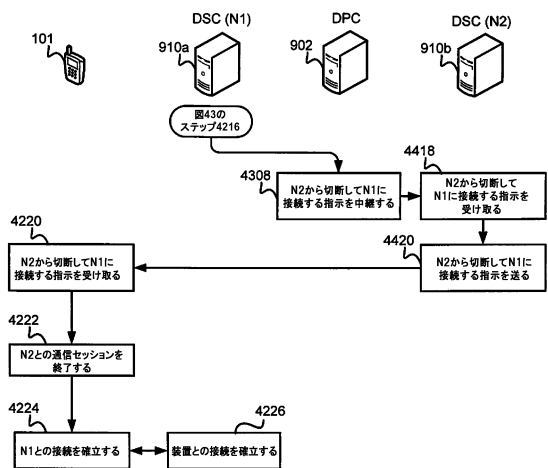 DSC (N1)
DPC
DSC (N2)
101
910a
902
910b
図43の
ステップ4216
4308
N2から切断してN1に
接続する指示を中継する
4418
N2から切断して
N1に接続する指示を
受け取る
4220
N2から切断してN1に
接続する指示を受け取る
4420
N2から切断してN1に
接続する指示を送る
4222
N2との通信セッションを
終了する
4224
N1との接続を確立する
4226
装置との接続を確立する